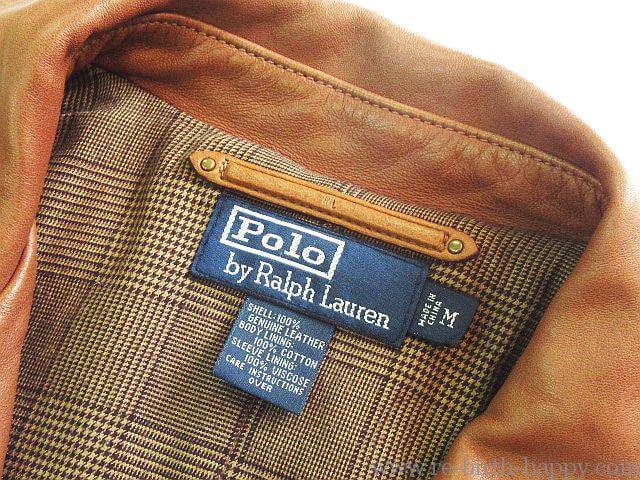 RL
Polo
by Ralph Lauren
MADE IN
CHINA
M
SHELL:100%
GENUINE LEATHER
BODY LINING:
100% COTTON
SLEEVE LINING:
100% VISCOSE
CARE INSTRUCTIONS
OVER
www.re-birth-happy.com